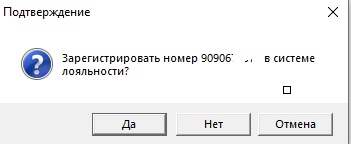 Подтверждение
Зарегистрировать номер 90906 в системе
лояльности?
Да
Нет
Отмена